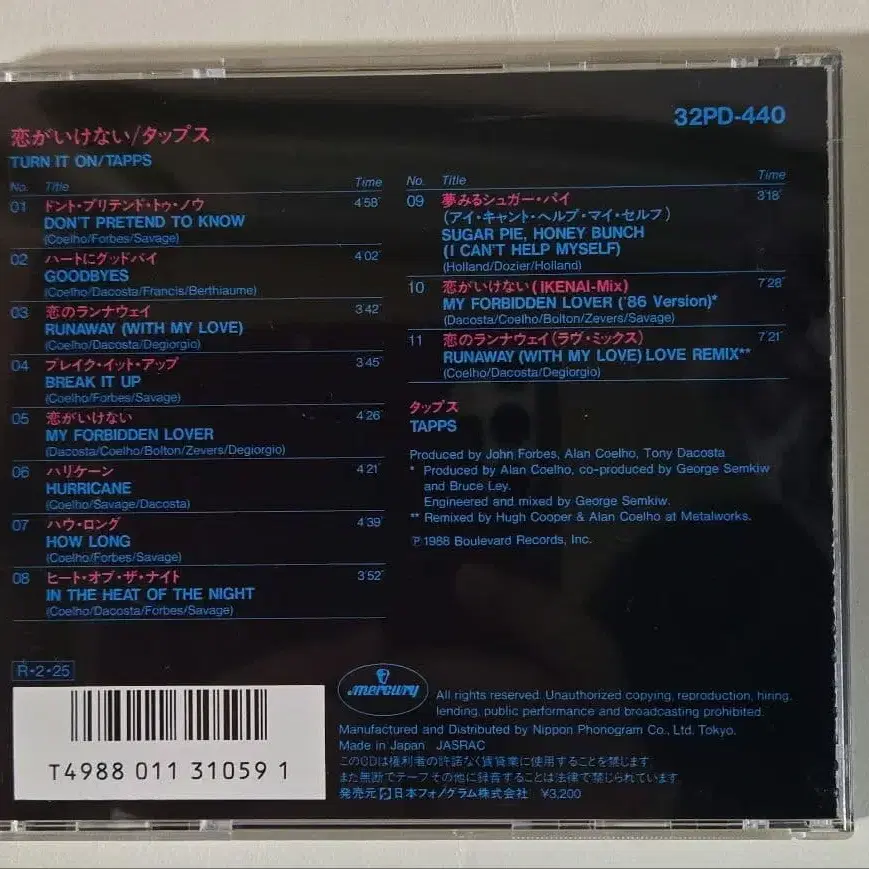 32PD-440
恋がいけない/タップス
TURN IT ON/TAPPS
No. Title Time
01 ドント・プリテンド・トゥ・ノウ 4'58"
DON'T PRETEND TO KNOW
(Coelho/Forbes/Savage)
02 ハートにグッドバイ 4'02"
GOODBYES
(Coelho/Dacosta/Francis/Berthiaume)
03 恋のランナウェイ 3'42"
RUNAWAY (WITH MY LOVE)
(Coelho/Dacosta/Degiorgio)
04 ブレイク・イット・アップ 3'45"
BREAK IT UP
(Coelho/Forbes/Savage)
05 恋がいけない 4'26"
MY FORBIDDEN LOVER
(Dacosta/Coelho/Bolton/Zevers/Degiorgio)
06 ハリケーン 4'21"
HURRICANE
(Coelho/Savage/Dacosta)
07 ハウ・ロング 4'39"
HOW LONG
(Coelho/Forbes/Savage)
08 ヒート・オブ・ザ・ナイト 3'52"
IN THE HEAT OF THE NIGHT
(Coelho/Dacosta/Forbes/Savage)
No. Title Time
09 夢みるシュガー・パイ 3'18"
(アイ・キャント・ヘルプ・マイ・セルフ)
SUGAR PIE, HONEY BUNCH
(I CAN'T HELP MYSELF)
(Holland/Dozier/Holland)
10 恋がいけない(IKENAI-Mix) 7'28"
MY FORBIDDEN LOVER ('86 Version)*
(Dacosta/Coelho/Bolton/Zevers/Savage)
11 恋のランナウェイ(ラヴ・ミックス) 7'21"
RUNAWAY (WITH MY LOVE) LOVE REMIX**
(Coelho/Dacosta/Degiorgio)
タップス
TAPPS
Produced by John Forbes, Alan Coelho, Tony Dacosta
* Produced by Alan Coelho, co-produced by George Semkiw
and Bruce Ley.
Engineered and mixed by George Semkiw.
** Remixed by Hugh Cooper & Alan Coelho at Metalworks.
Ⓟ1988 Boulevard Records, Inc.
R-2-25
T4988 011 31059 1
mercury
All rights reserved. Unauthorized copying, reproduction, hiring,
lending, public performance and broadcasting prohibited.
Manufactured and Distributed by Nippon Phonogram Co., Ltd. Tokyo.
Made in Japan JASRAC
このCDは権利者の許諾なく賃貸業に使用することを禁じます
また無断でテープその他に録音することは法律で禁じられています
発売元 日本フォノグラム株式会社 ¥3,200